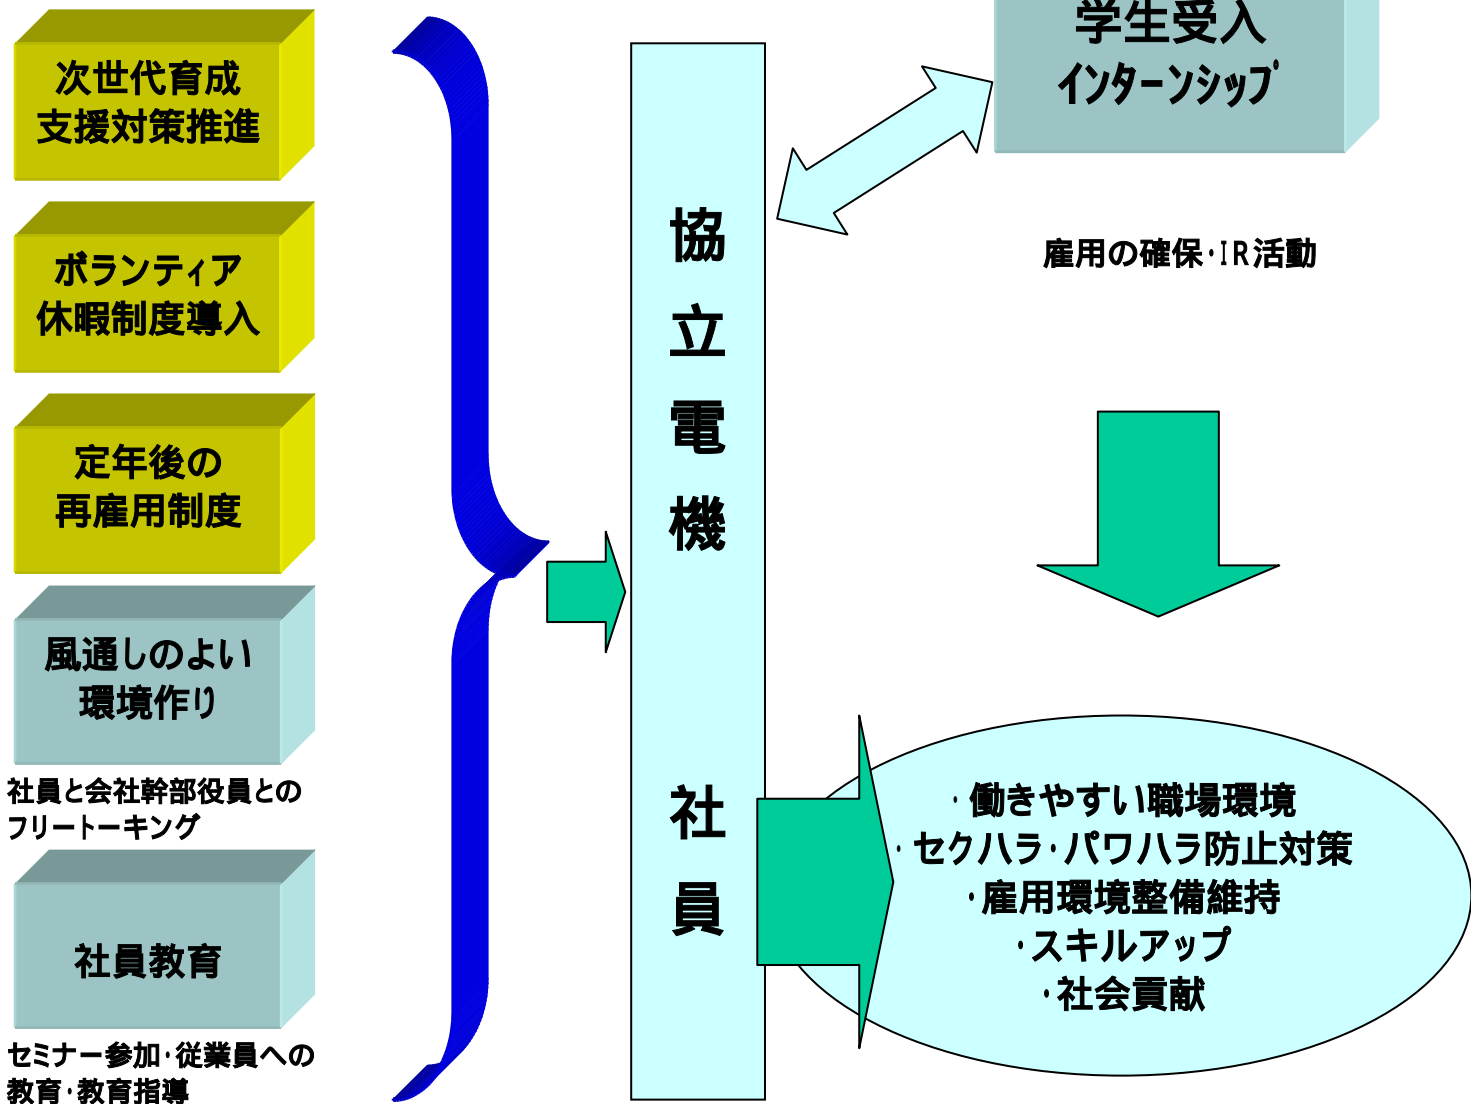 次世代育成
支援対策推進
ボランティア
休暇制度導入
定年後の
再雇用制度
風通しのよい
環境作り
社員と会社幹部役員との
フリートーキング
社員教育
セミナー参加・従業員への
教育・教育指導
協立電機 社員
学生受入
インターンシップ
雇用の確保・IR活動
・働きやすい職場環境
・セクハラ・パワハラ防止対策
・雇用環境整備維持
・スキルアップ
・社会貢献